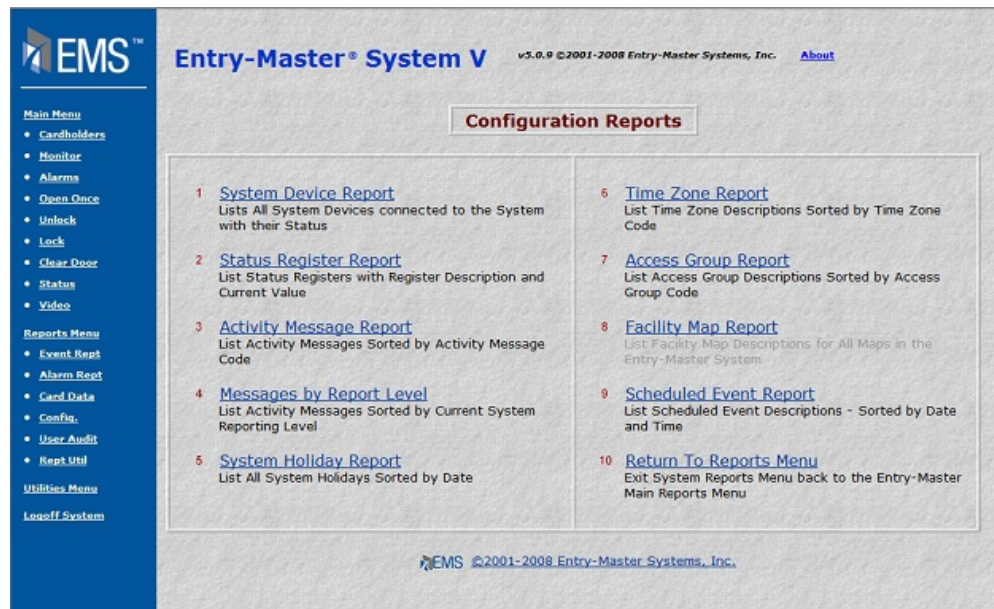 EMS™
Entry-Master® System V v5.0.9 ©2001-2008 Entry-Master Systems, Inc. About
Configuration Reports
Main Menu
• Cardholders
• Monitor
• Alarms
• Open Once
• Unlock
• Lock
• Clear Door
• Status
• Video
Reports Menu
• Event Rept
• Alarm Rept
• Card Data
• Config.
• User Audit
• Rept Util
Utilities Menu
Logoff System
1 System Device Report
Lists All System Devices connected to the System
with their Status
2 Status Register Report
List Status Registers with Register Description and
Current Value
3 Activity Message Report
List Activity Messages Sorted by Activity Message
Code
4 Messages by Report Level
List Activity Messages Sorted by Current System
Reporting Level
5 System Holiday Report
List All System Holidays Sorted by Date
6 Time Zone Report
List Time Zone Descriptions Sorted by Time Zone
Code
7 Access Group Report
List Access Group Descriptions Sorted by Access
Group Code
8 Facility Map Report
List Facility Map Descriptions for All Maps in the
Entry-Master System
9 Scheduled Event Report
List Scheduled Event Descriptions - Sorted by Date
and Time
10 Return To Reports Menu
Exit System Reports Menu back to the Entry-Master
Main Reports Menu
EMS ©2001-2008 Entry-Master Systems, Inc.